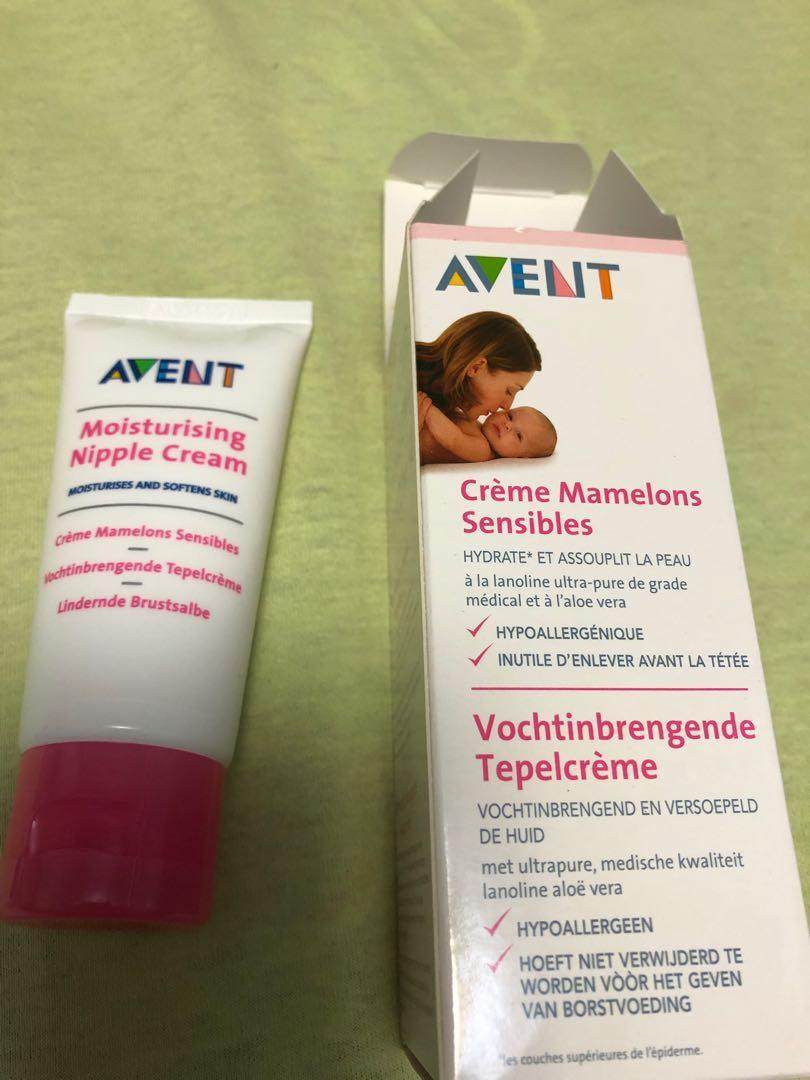 AVENT
Moisturising
Nipple Cream
MOISTURISES AND SOFTENS SKIN
Crème Mamelons Sensibles
Vochtinbrengende Tepelcrème
Lindernde Brustsalbe
AVENT
Crème Mamelons
Sensibles
HYDRATE* ET ASSOUPLIT LA PEAU
à la lanoline ultra-pure de grade
médical et à l'aloe vera
HYPOALLERGÉNIQUE
INUTILE D'ENLEVER AVANT LA TÉTÉE
Vochtinbrengende
Tepelcrème
VOCHTINBRENGEND EN VERSOEPELD
DE HUID
met ultrapure, medische kwaliteit
lanoline aloë vera
HYPOALLERGEEN
HOEFT NIET VERWIJDERD TE
WORDEN VÒÒR HET GEVEN
VAN BORSTVOEDING
*les couches supérieures de l'épiderme.